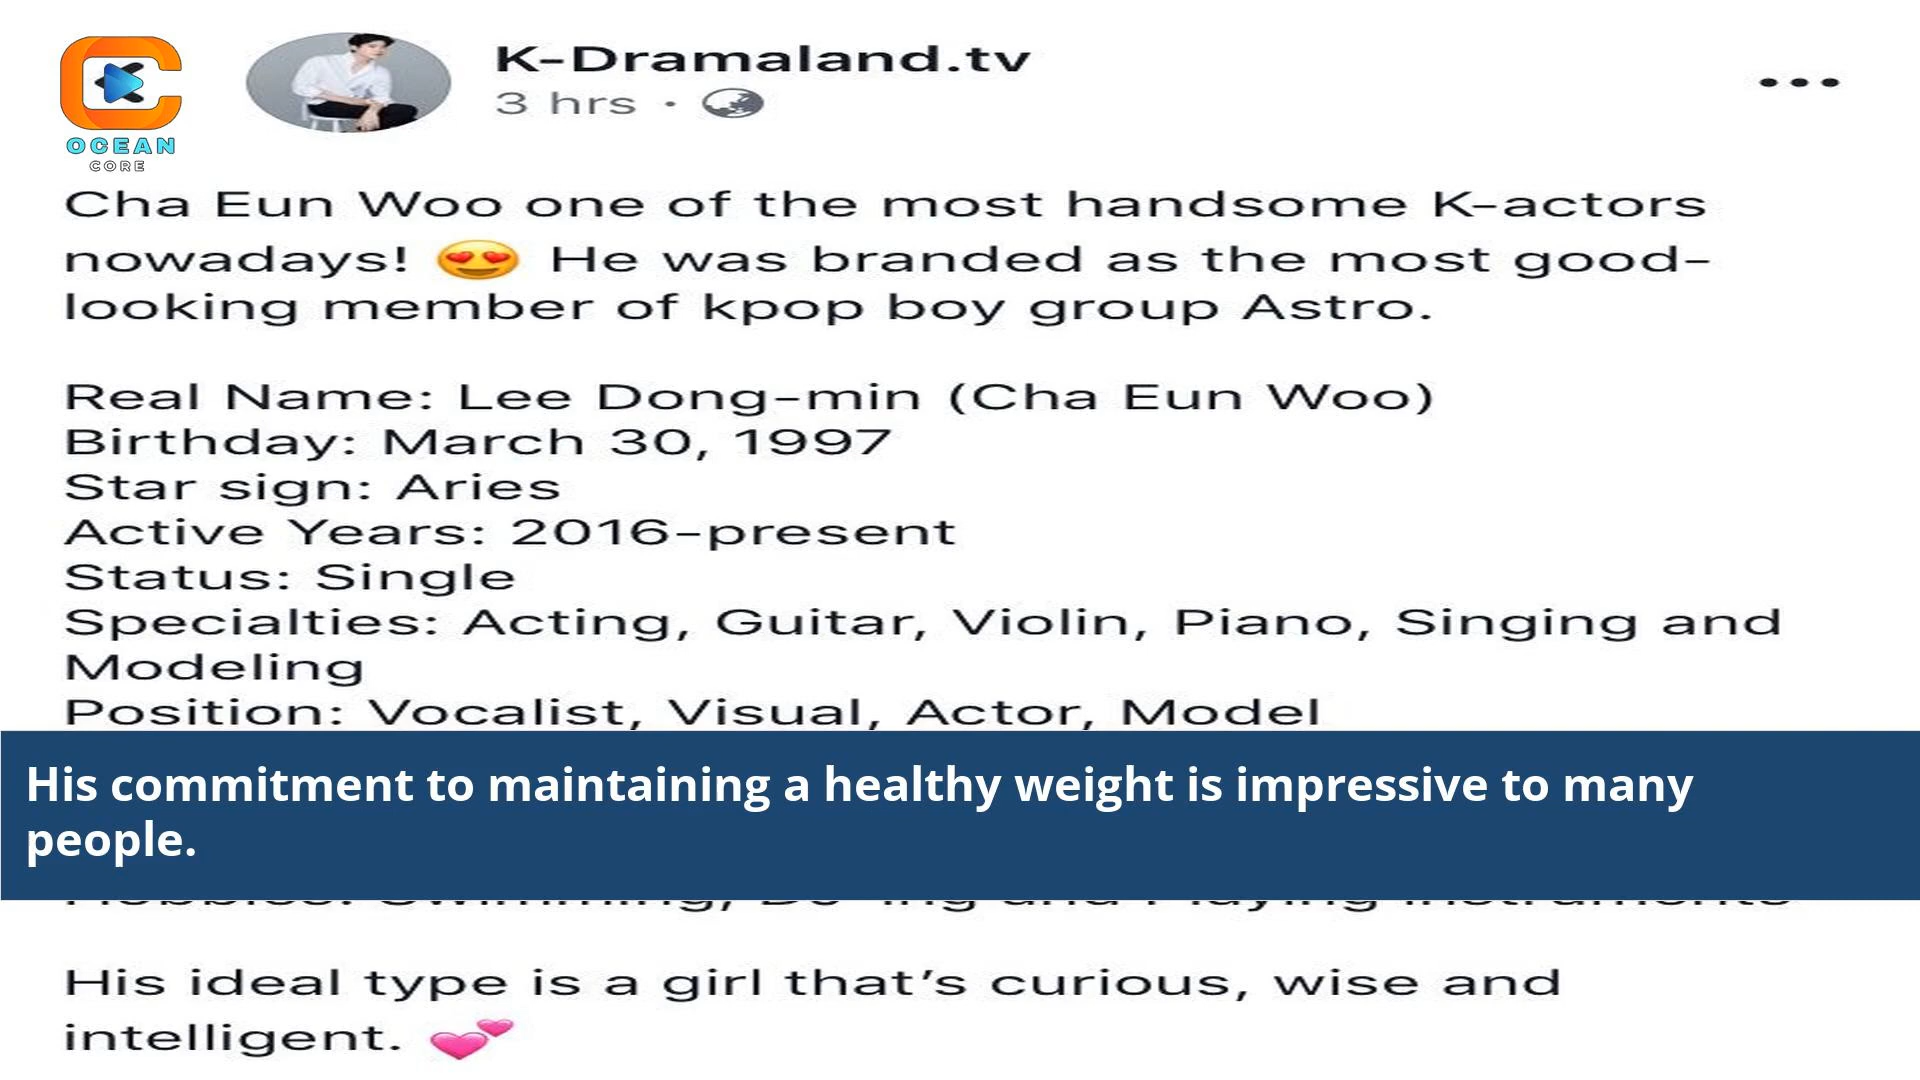 OCEAN
CORE
K-Dramaland.tv
3 hrs ·
Cha Eun Woo one of the most handsome K-actors
nowadays! 😍 He was branded as the most good-
looking member of kpop boy group Astro.
Real Name: Lee Dong-min (Cha Eun Woo)
Birthday: March 30, 1997
Star sign: Aries
Active Years: 2016-present
Status: Single
Specialties: Acting, Guitar, Violin, Piano, Singing and
Modeling
Position: Vocalist, Visual, Actor, Model
His commitment to maintaining a healthy weight is impressive to many
people.
His ideal type is a girl that's curious, wise and
intelligent. 💕